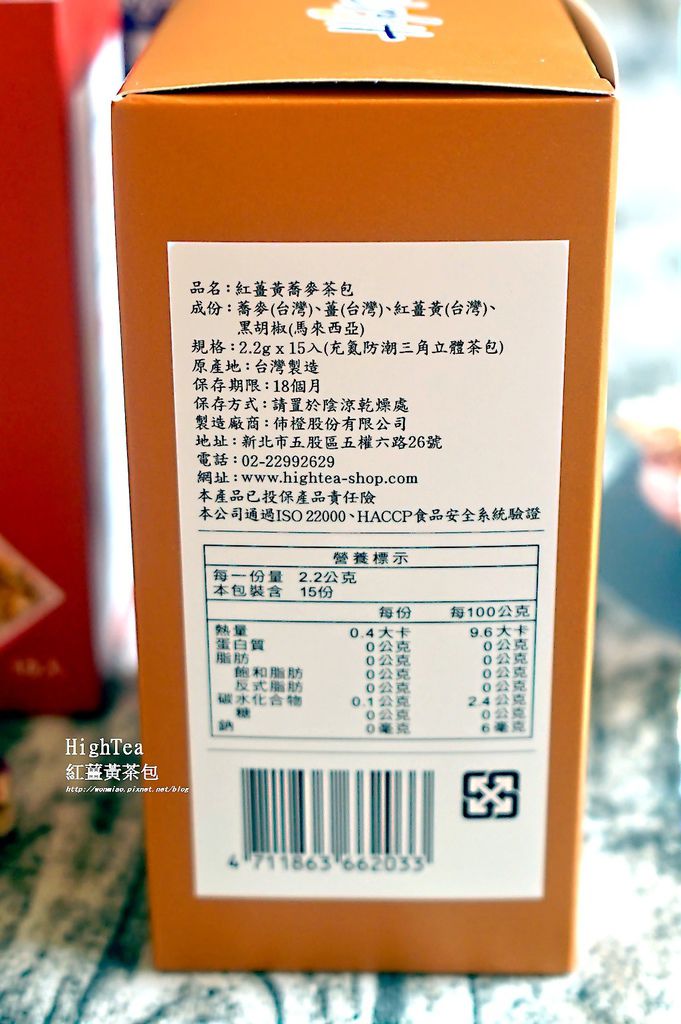 品名：紅薑黃蕎麥茶包
成份：蕎麥(台灣)、薑(台灣)、紅薑黃(台灣)、
黑胡椒(馬來西亞)
規格：2.2g x 15入(充氮防潮三角立體茶包)
原產地：台灣製造
保存期限：18個月
保存方式：請置於陰涼乾燥處
製造廠商：佈橙股份有限公司
地址：新北市五股區五權六路26號
電話：02-22992629
網址：www.hightea-shop.com
本產品已投保產品責任險
本公司通過ISO 22000、HACCP食品安全系統驗證
營養標示
每一份量 2.2公克
本包裝含 15份
每份 每100公克
熱量 0.4大卡 9.6大卡
蛋白質 0公克 0公克
脂肪 0公克 0公克
飽和脂肪 0公克 0公克
反式脂肪 0公克 0公克
碳水化合物 0.1公克 2.4公克
糖 0公克 0公克
鈉 0毫克 6毫克
4 711863 662033
HighTea
紅薑黃茶包
http://wonmiao.pixnet.net/blog